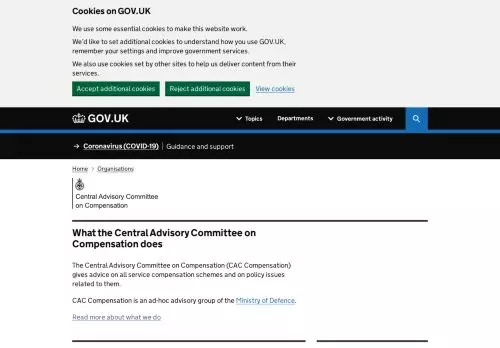 Cookies on GOV.UK
We use some essential cookies to make this website work.
We'd like to set additional cookies to understand how you use GOV.UK,
remember your settings and improve government services.
We also use cookies set by other sites to help us deliver content from their
services.
Accept additional cookies Reject additional cookies View cookies
GOV.UK Topics Departments Government activity
→ Coronavirus (COVID-19) Guidance and support
Home > Organisations
Central Advisory Committee
on Compensation
What the Central Advisory Committee on
Compensation does
The Central Advisory Committee on Compensation (CAC Compensation)
gives advice on all service compensation schemes and on policy issues
related to them.
CAC Compensation is an ad-hoc advisory group of the Ministry of Defence.
Read more about what we do